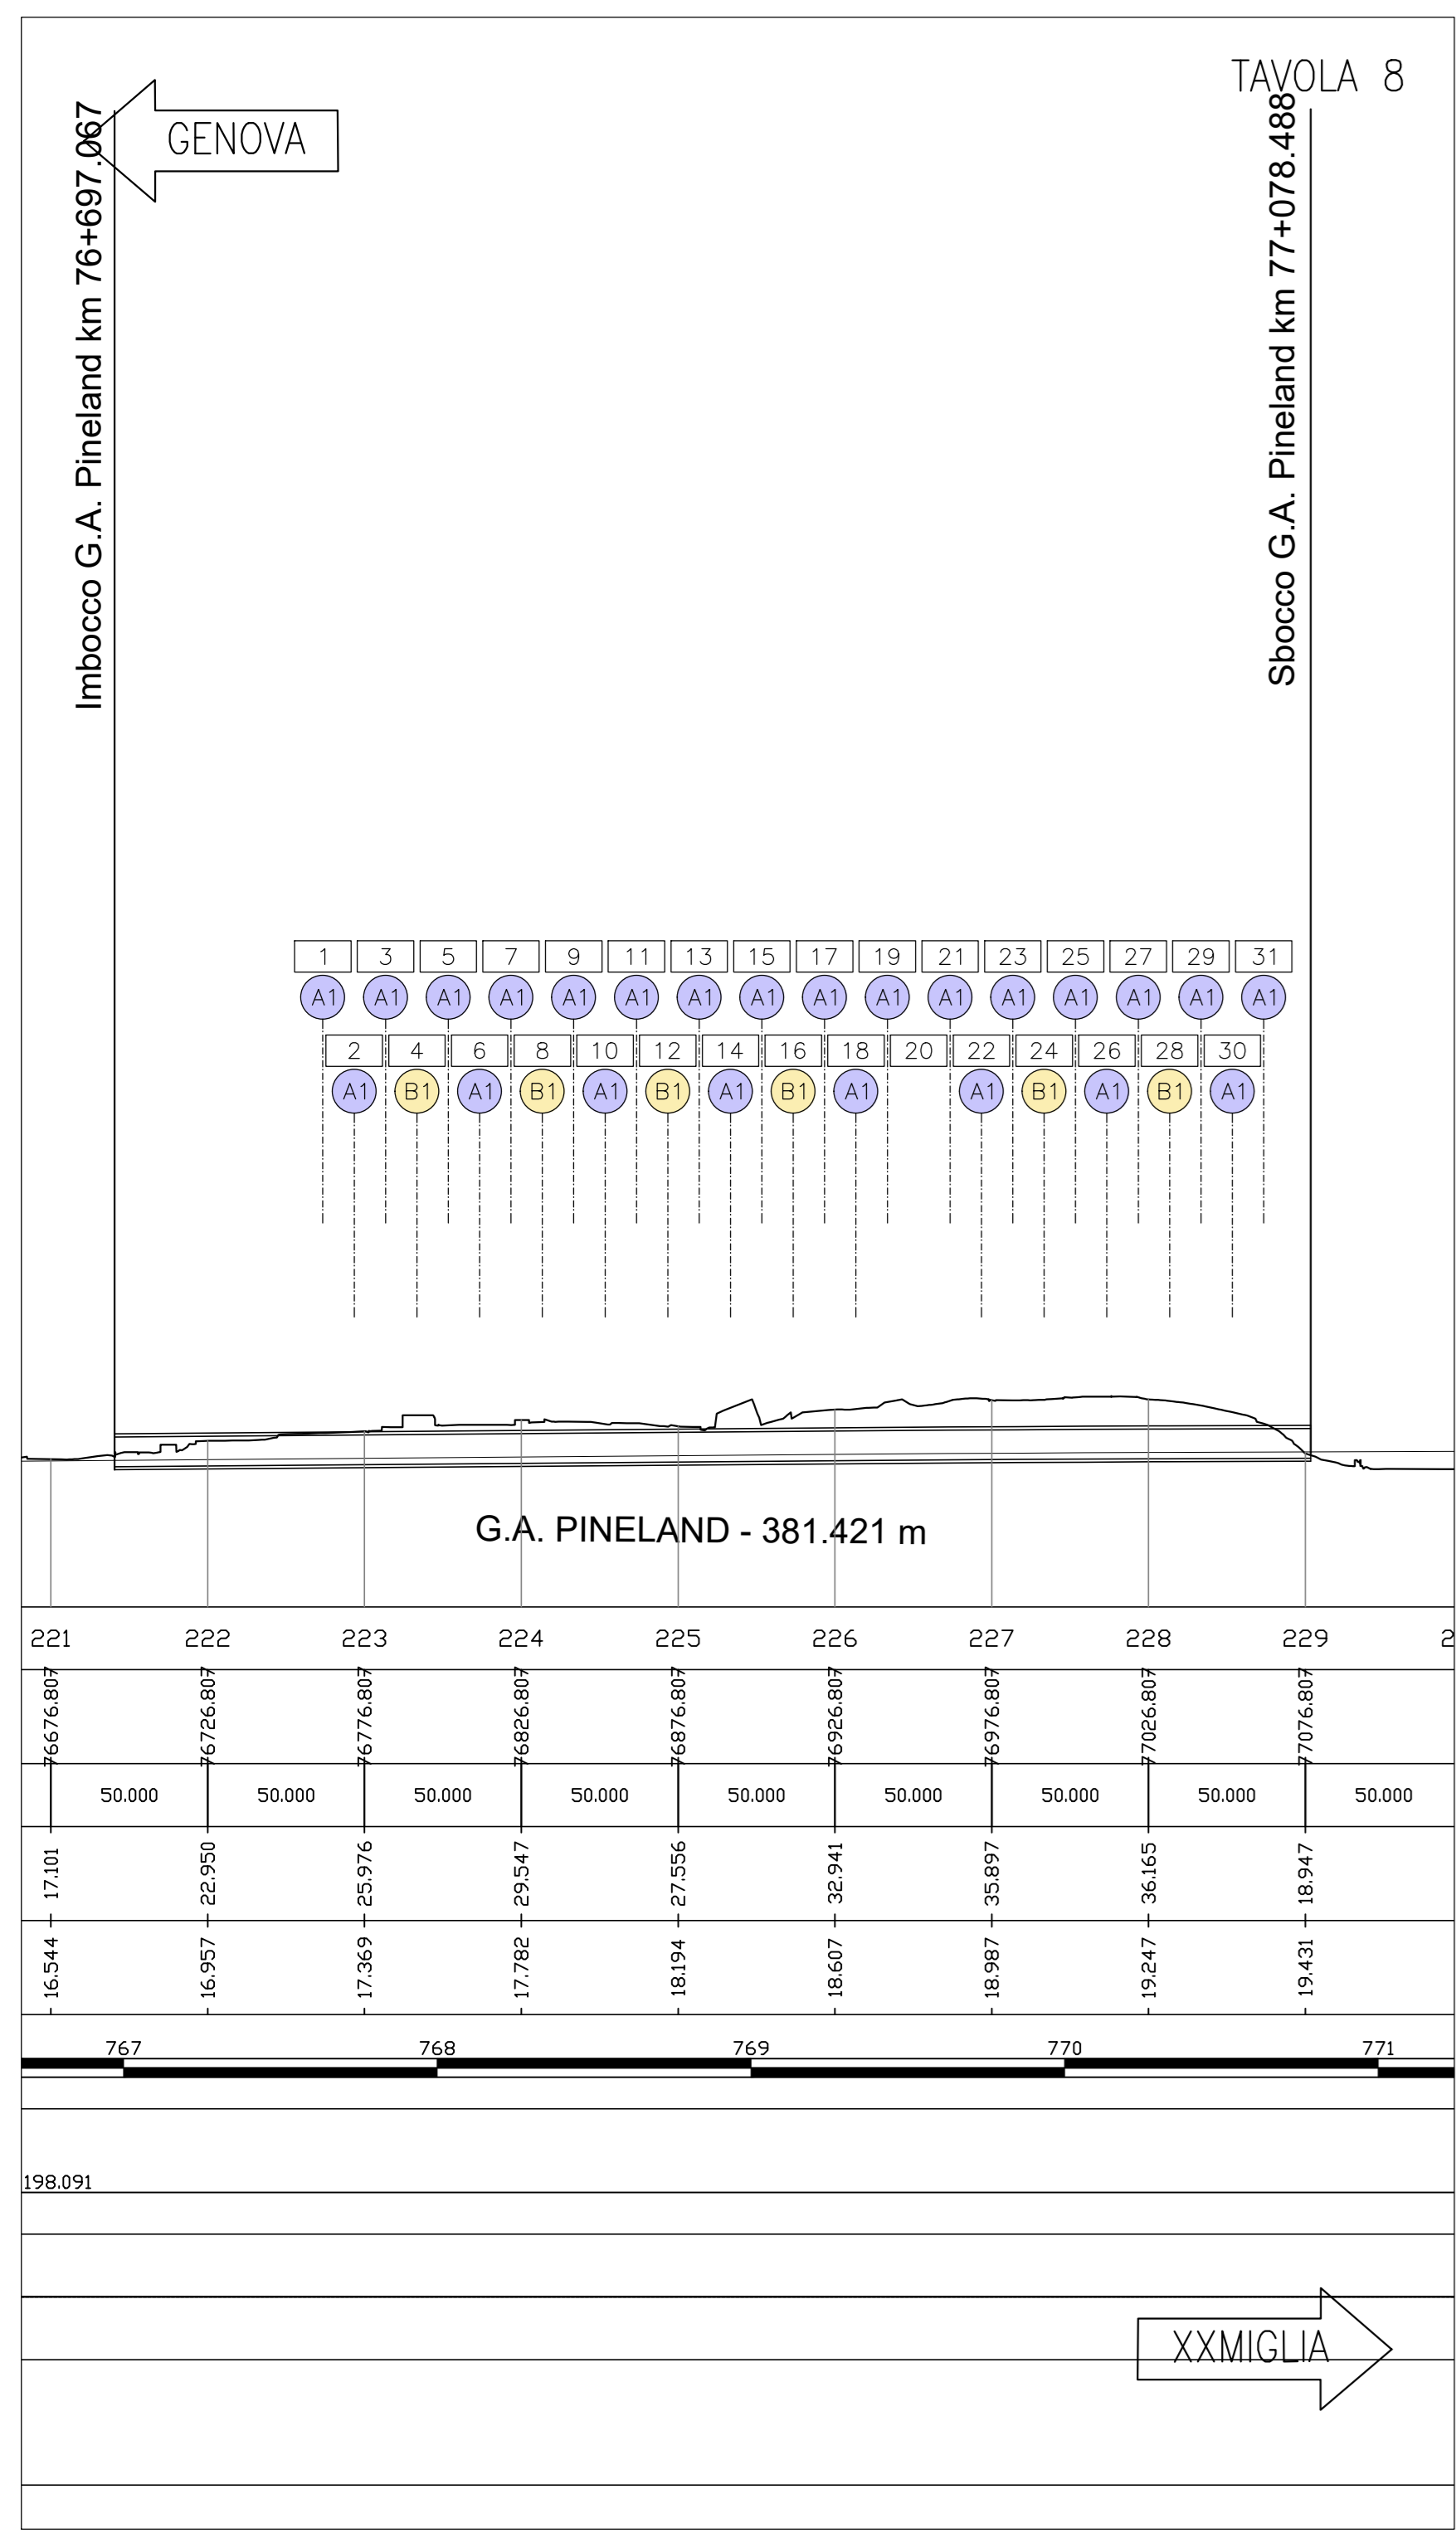 TAVOLA 8
GENOVA
Imbocco G.A. Pineland km 76+697.067
Sbocco G.A. Pineland km 77+078.488
1 3 5 7 9 11 13 15 17 19 21 23 25 27 29 31
A1 A1 A1 A1 A1 A1 A1 A1 A1 A1 A1 A1 A1 A1 A1 A1
2 4 6 8 10 12 14 16 18 20 22 24 26 28 30
A1 B1 A1 B1 A1 B1 A1 B1 A1 A1 B1 A1 B1 A1
G.A. PINELAND - 381.421 m
221 222 223 224 225 226 227 228 229 2
76676.807 76726.807 76776.807 76826.807 76876.807 76926.807 76976.807 77026.807 77076.807
50.000 50.000 50.000 50.000 50.000 50.000 50.000 50.000 50.000
17.101 22.950 25.976 29.547 27.556 32.941 35.897 36.165 18.947
16.544 16.957 17.369 17.782 18.194 18.607 18.987 19.247 19.431
767 768 769 770 771
198.091
XXMIGLIA